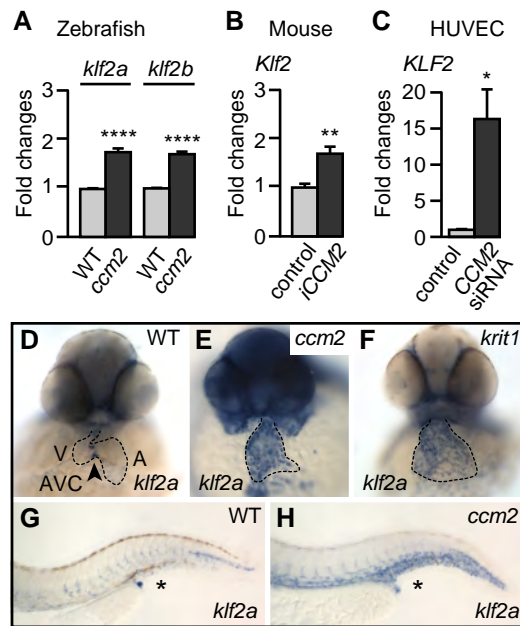 A Zebrafish
klf2a klf2b
Fold changes
3
2
1
0
****
****
WT
ccm2
WT
ccm2
B Mouse
Klf2
Fold changes
3
2
1
0
**
control
iCCM2
C HUVEC
KLF2
Fold changes
20
15
10
5
0
*
control
CCM2
siRNA
D WT
V A
AVC
klf2a
E ccm2
klf2a
F krit1
klf2a
G WT
*
klf2a
H ccm2
*
klf2a